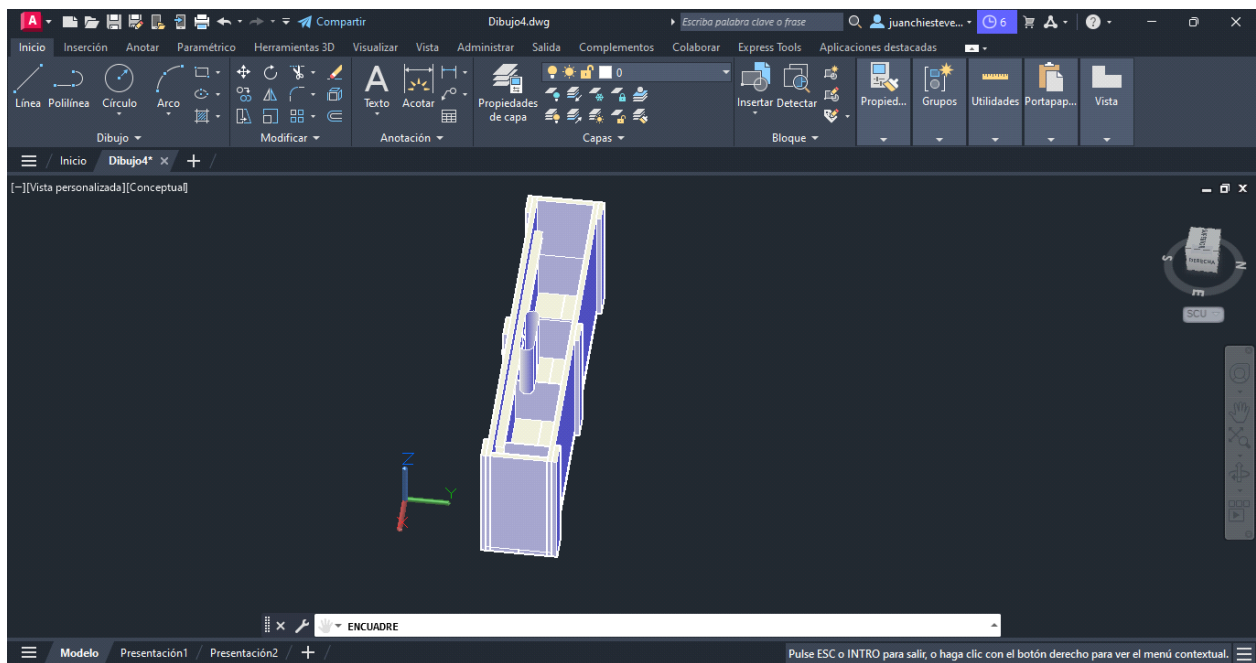 A Compartir Dibujo4.dwg Escriba palabra clave o frase juanchiesteve... 6
Inicio Inserción Anotar Paramétrico Herramientas 3D Visualizar Vista Administrar Salida Complementos Colaborar Express Tools Aplicaciones destacadas
0
Línea Polilínea Círculo Arco Texto Acotar Propiedades de capa Insertar Detectar Propied... Grupos Utilidades Portapap... Vista
Dibujo Modificar Anotación Capas Bloque
Inicio Dibujo4*
[−][Vista personalizada][Conceptual]
DERECHA
S N
E
SCU
Z
Y
X
ENCUADRE
Modelo Presentación1 Presentación2 Pulse ESC o INTRO para salir, o haga clic con el botón derecho para ver el menú contextual.